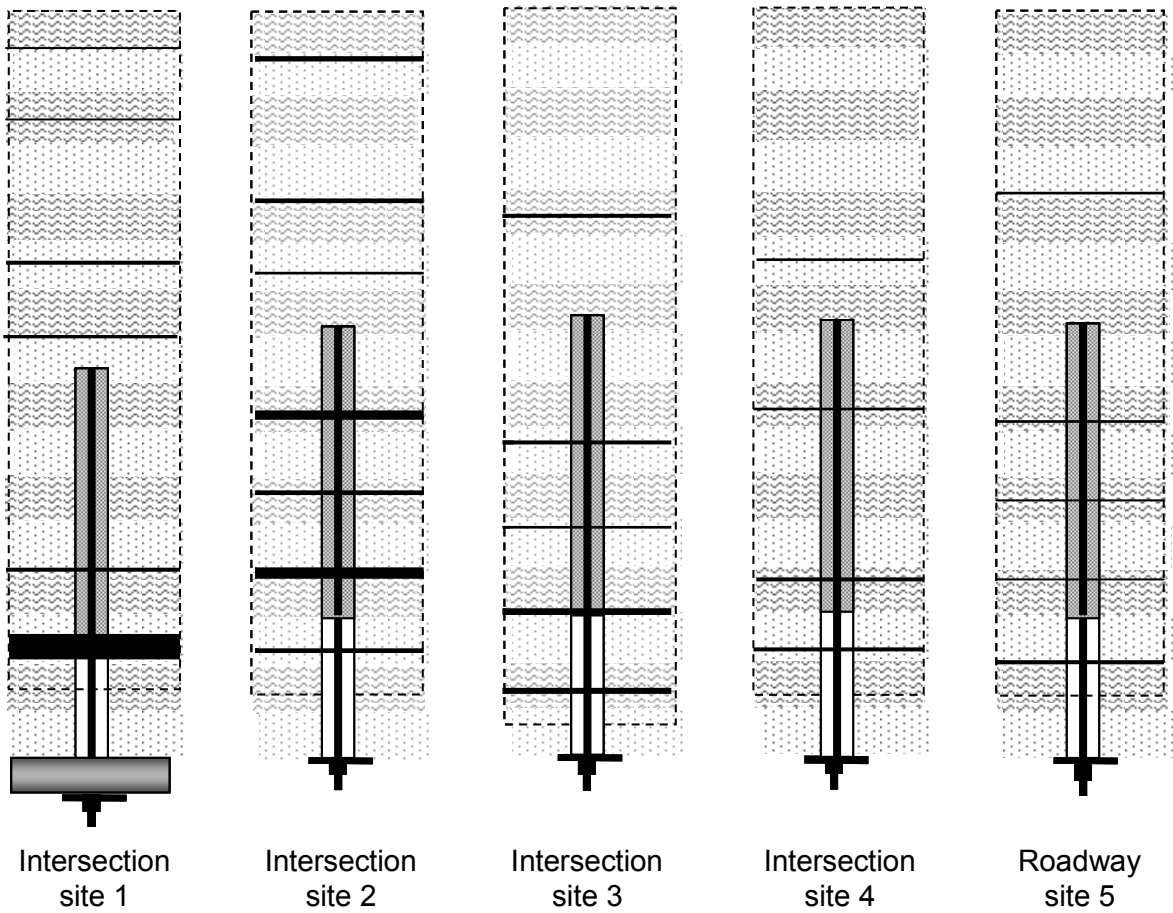 Intersection
site 1
Intersection
site 2
Intersection
site 3
Intersection
site 4
Roadway
site 5